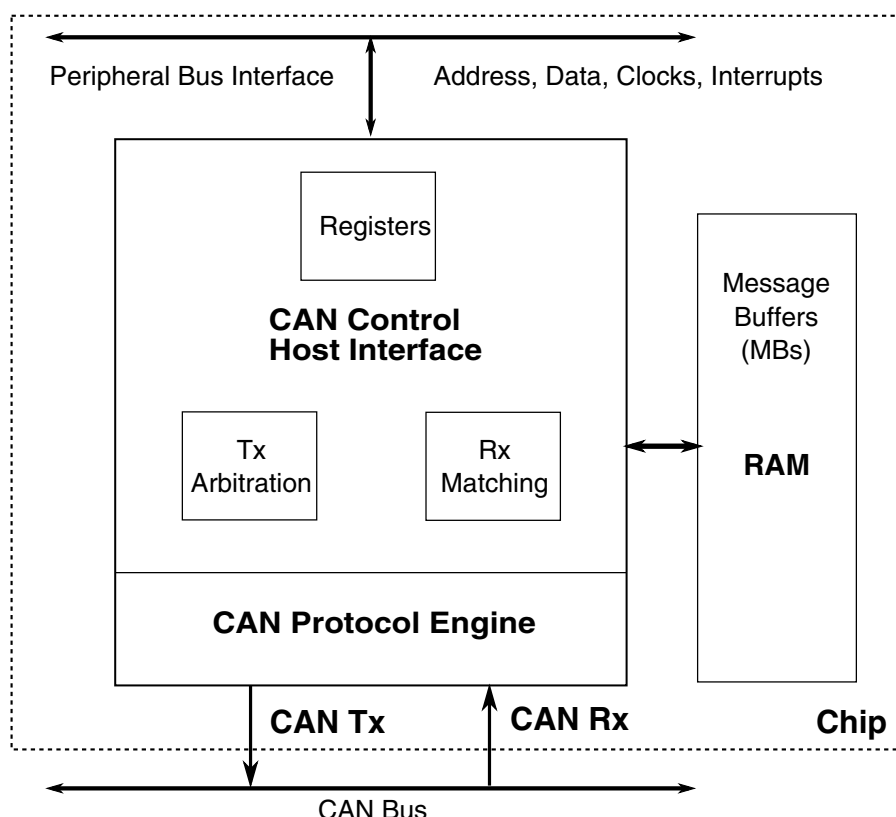 Peripheral Bus Interface
Address, Data, Clocks, Interrupts
Registers
CAN Control
Host Interface
Message
Buffers
(MBs)
RAM
Tx
Arbitration
Rx
Matching
CAN Protocol Engine
CAN Tx
CAN Rx
Chip
CAN Bus